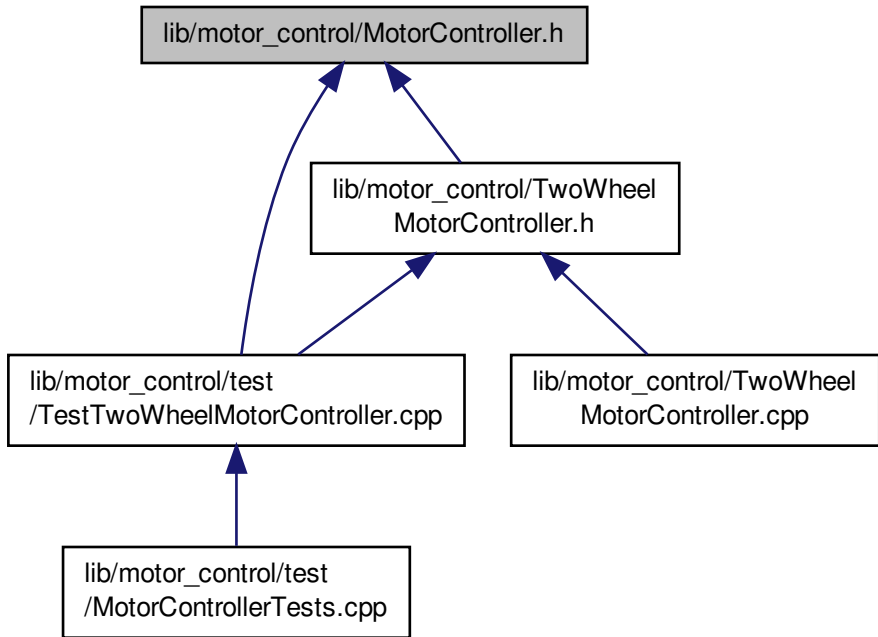 lib/motor_control/MotorController.h
lib/motor_control/TwoWheel
MotorController.h
lib/motor_control/test
/TestTwoWheelMotorController.cpp
lib/motor_control/TwoWheel
MotorController.cpp
lib/motor_control/test
/MotorControllerTests.cpp